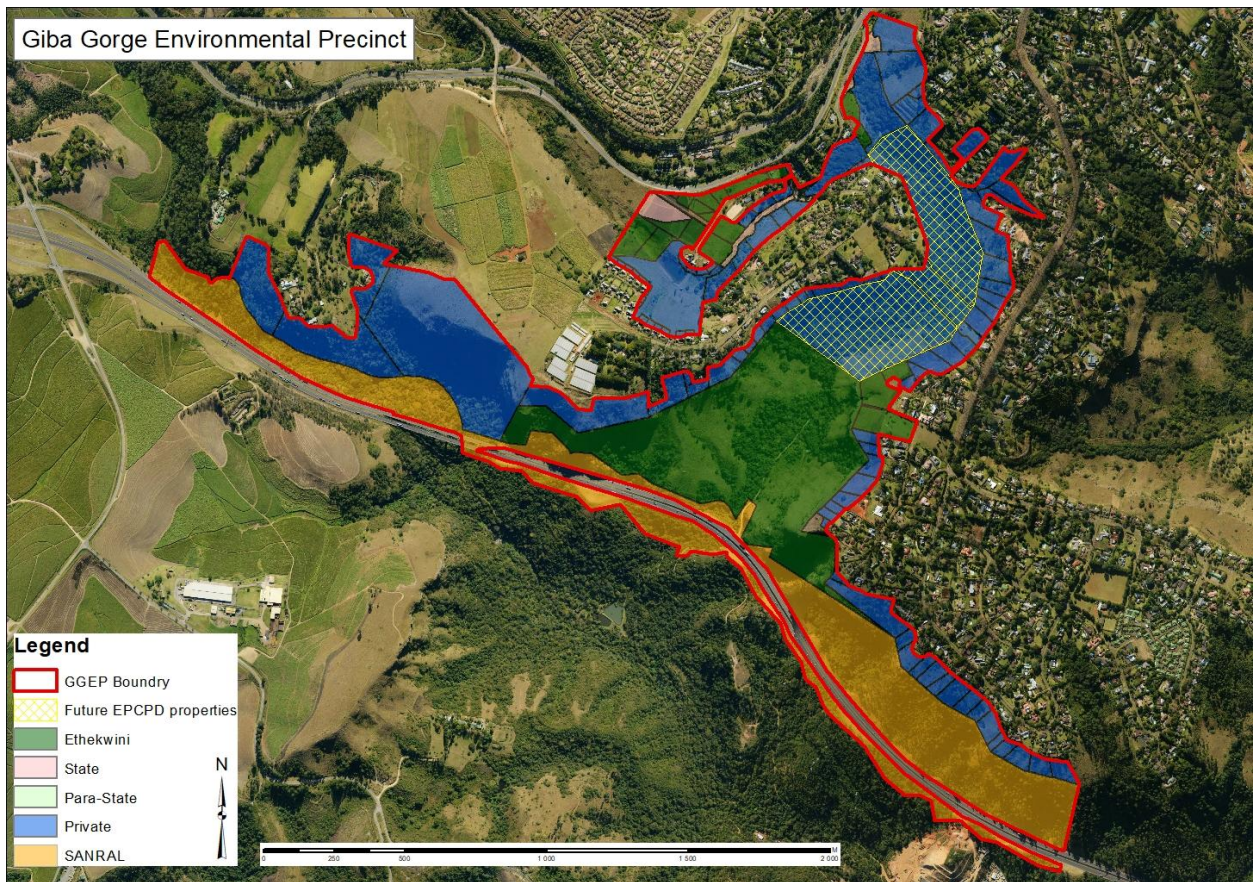 Giba Gorge Environmental Precinct
Legend
GGEP Boundry
Future EPCPD properties
Ethekwini
State
Para-State
Private
SANRAL
N
M
0 250 500 1 000 1 500 2 000